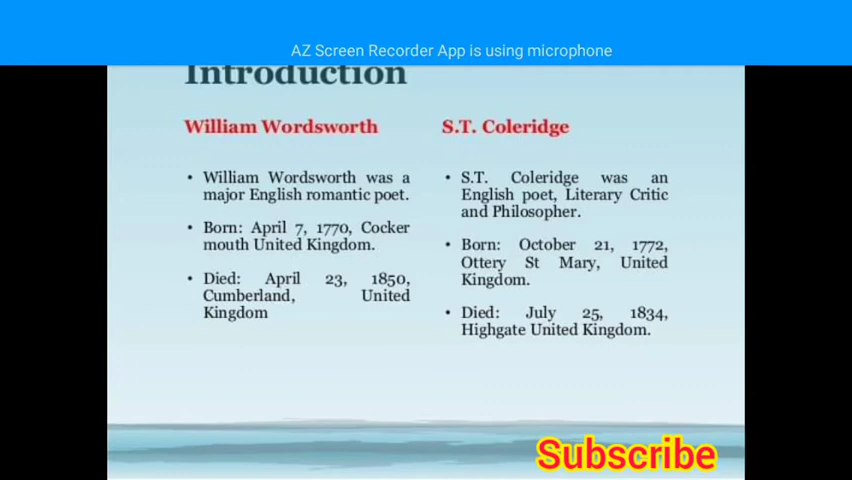 AZ Screen Recorder App is using microphone
Introduction
William Wordsworth
• William Wordsworth was a
major English romantic poet.
• Born: April 7, 1770, Cocker
mouth United Kingdom.
• Died: April 23, 1850,
Cumberland, United
Kingdom
S.T. Coleridge
• S.T. Coleridge was an
English poet, Literary Critic
and Philosopher.
• Born: October 21, 1772,
Ottery St Mary, United
Kingdom.
• Died: July 25, 1834,
Highgate United Kingdom.
Subscribe